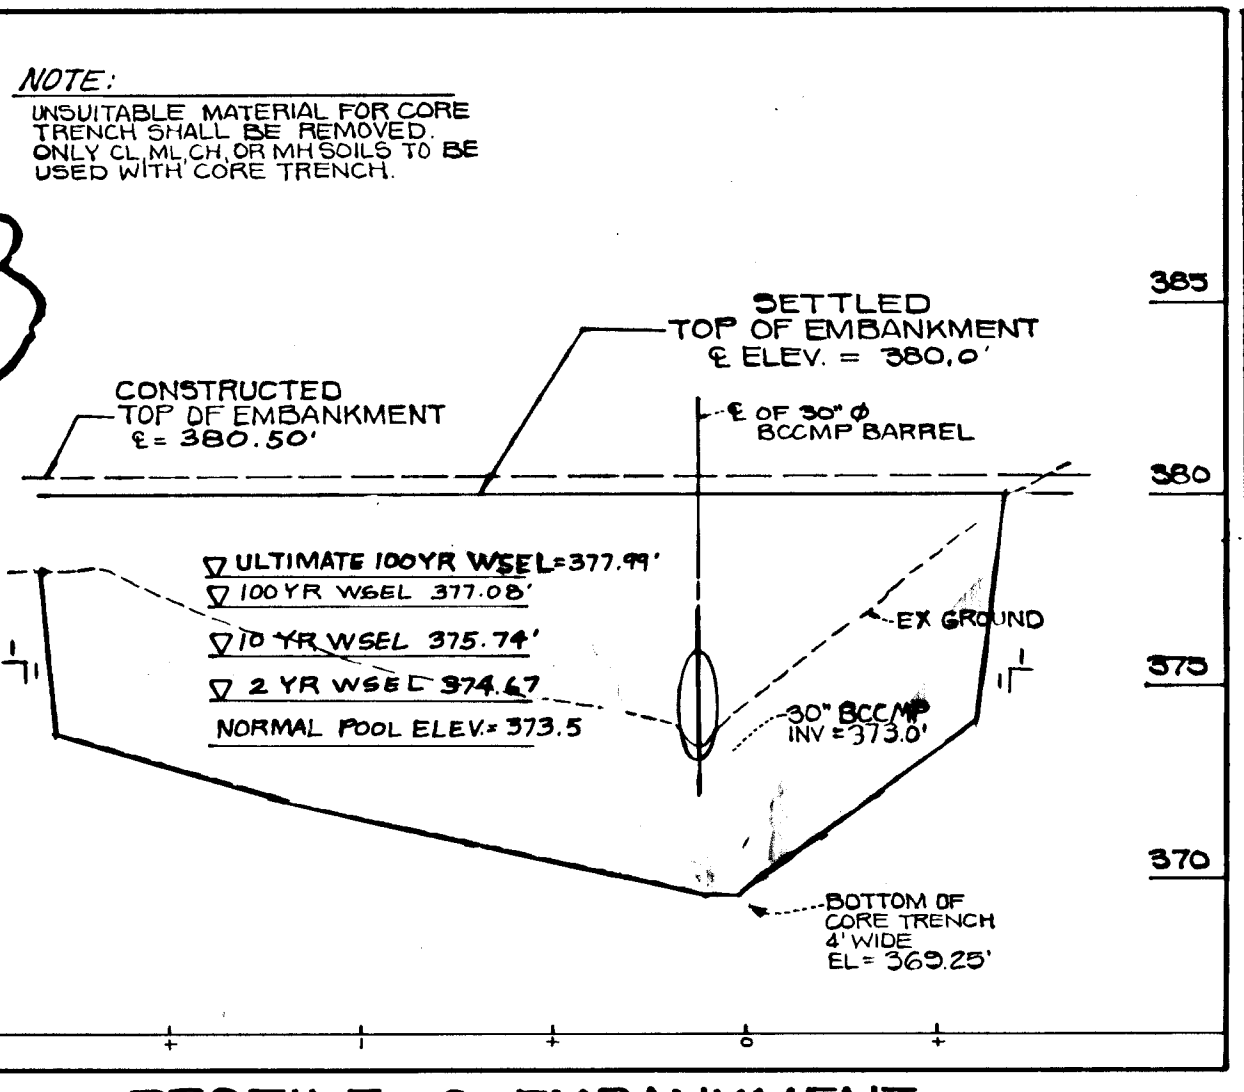 NOTE:
UNSUITABLE MATERIAL FOR CORE
TRENCH SHALL BE REMOVED.
ONLY CL, ML, CH, OR MH SOILS TO BE
USED WITH CORE TRENCH.
385
SETTLED
TOP OF EMBANKMENT
℄ ELEV. = 380.0'
CONSTRUCTED
TOP OF EMBANKMENT
℄ = 380.50'
℄ OF 30" Ø
BCCMP BARREL
380
▽ ULTIMATE 100YR WSEL=377.99'
▽ 100 YR WSEL 377.08'
▽ 10 YR WSEL 375.74'
▽ 2 YR WSEL 374.67
NORMAL POOL ELEV.= 373.5
EX GROUND
1
1
1
1
375
30" BCCMP
INV = 373.0'
370
BOTTOM OF
CORE TRENCH
4' WIDE
EL = 369.25'
0